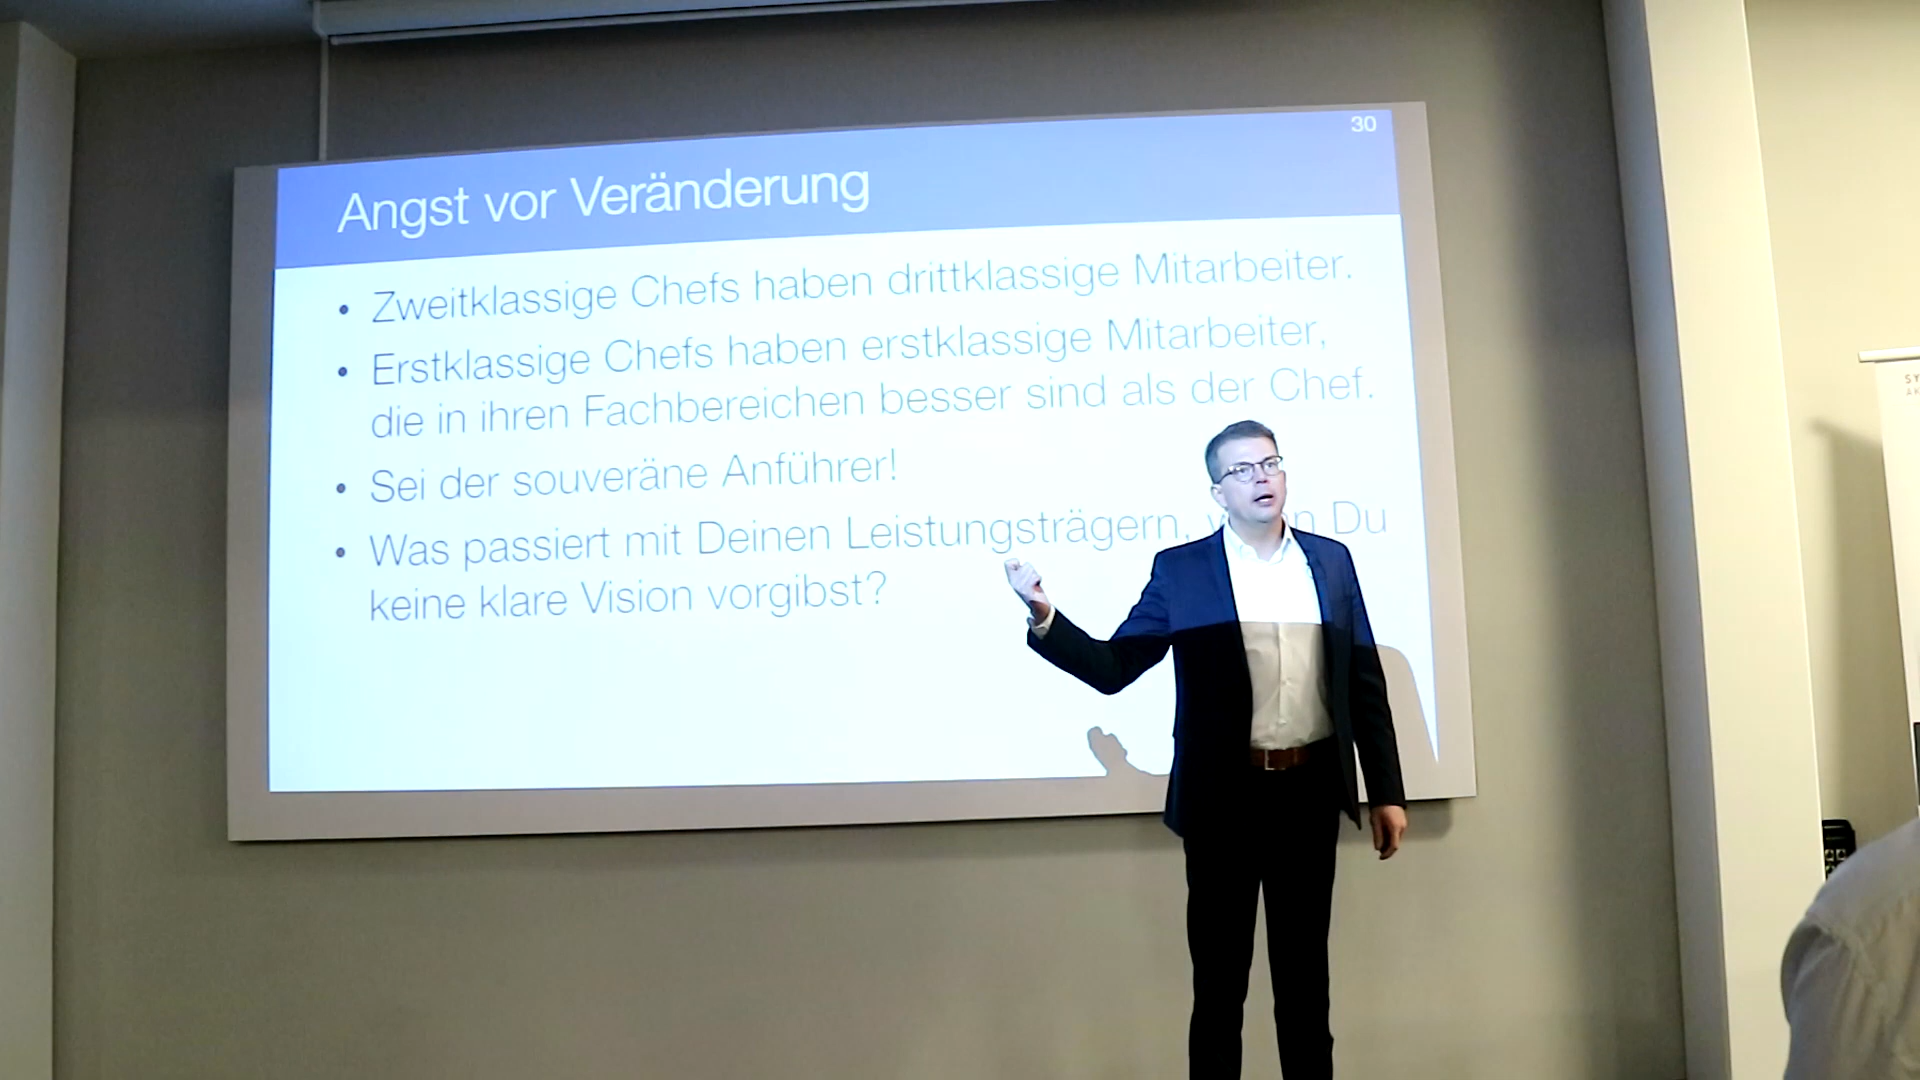 30
Angst vor Veränderung
• Zweitklassige Chefs haben drittklassige Mitarbeiter.
• Erstklassige Chefs haben erstklassige Mitarbeiter,
die in ihren Fachbereichen besser sind als der Chef.
• Sei der souveräne Anführer!
• Was passiert mit Deinen Leistungsträgern, Du
keine klare Vision vorgibst?
SY